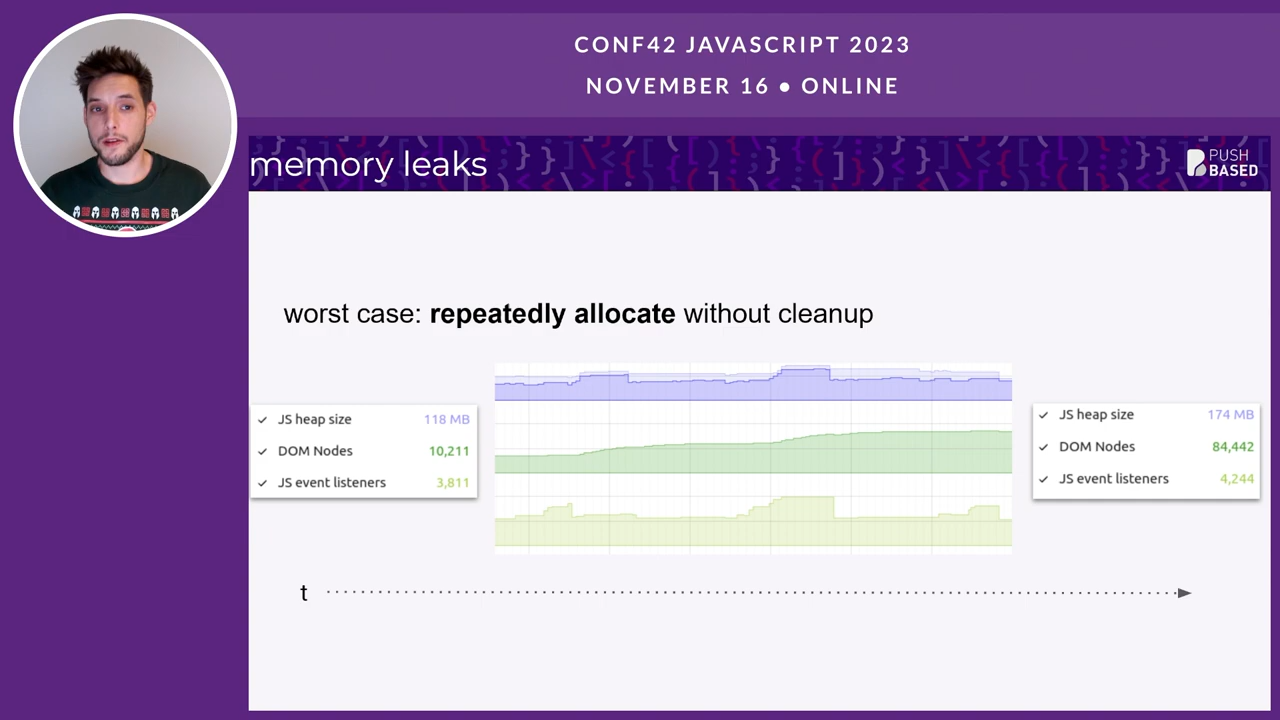 CONF42 JAVASCRIPT 2023
NOVEMBER 16 • ONLINE
memory leaks
PUSH
BASED
worst case: repeatedly allocate without cleanup
JS heap size 118 MB
DOM Nodes 10,211
JS event listeners 3,811
JS heap size 174 MB
DOM Nodes 84,442
JS event listeners 4,244
t